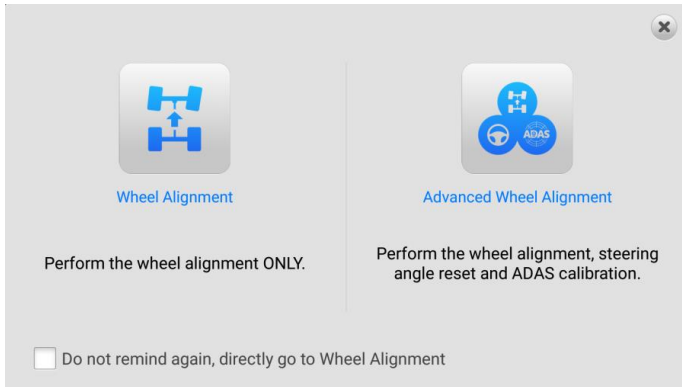 ADAS
Wheel Alignment
Advanced Wheel Alignment
Perform the wheel alignment ONLY.
Perform the wheel alignment, steering
angle reset and ADAS calibration.
Do not remind again, directly go to Wheel Alignment